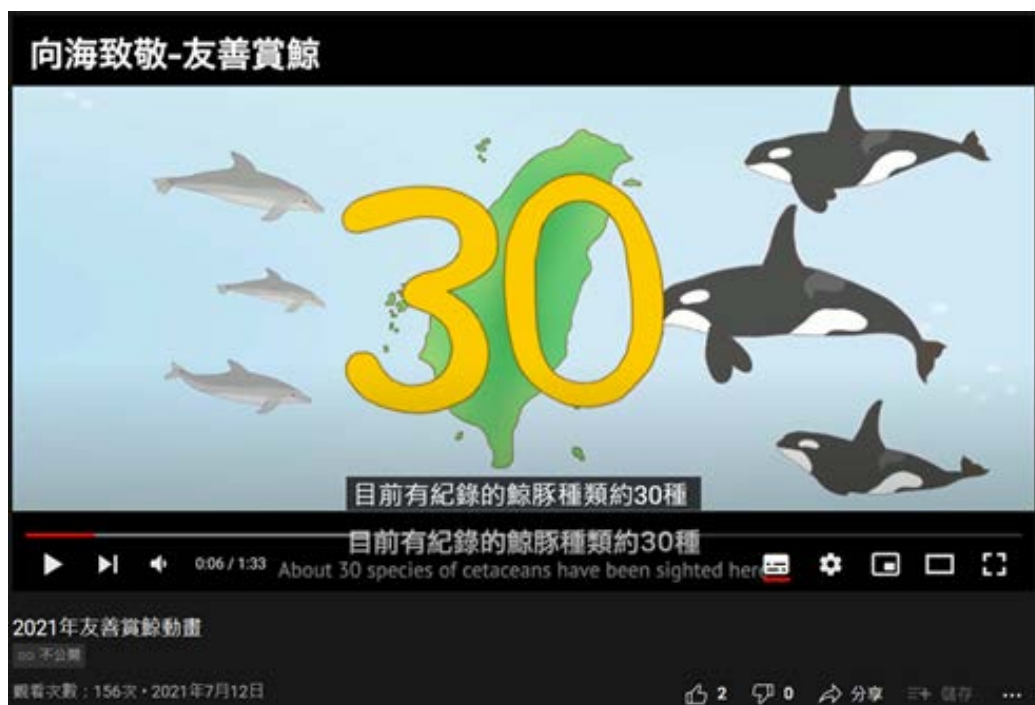 向海致敬-友善賞鯨
30
目前有紀錄的鯨豚種類約30種
目前有紀錄的鯨豚種類約30種
0:06 / 1:33
About 30 species of cetaceans have been sighted here
2021年友善賞鯨動畫
不公開
觀看次數：156次・2021年7月12日
2
0
分享
儲存